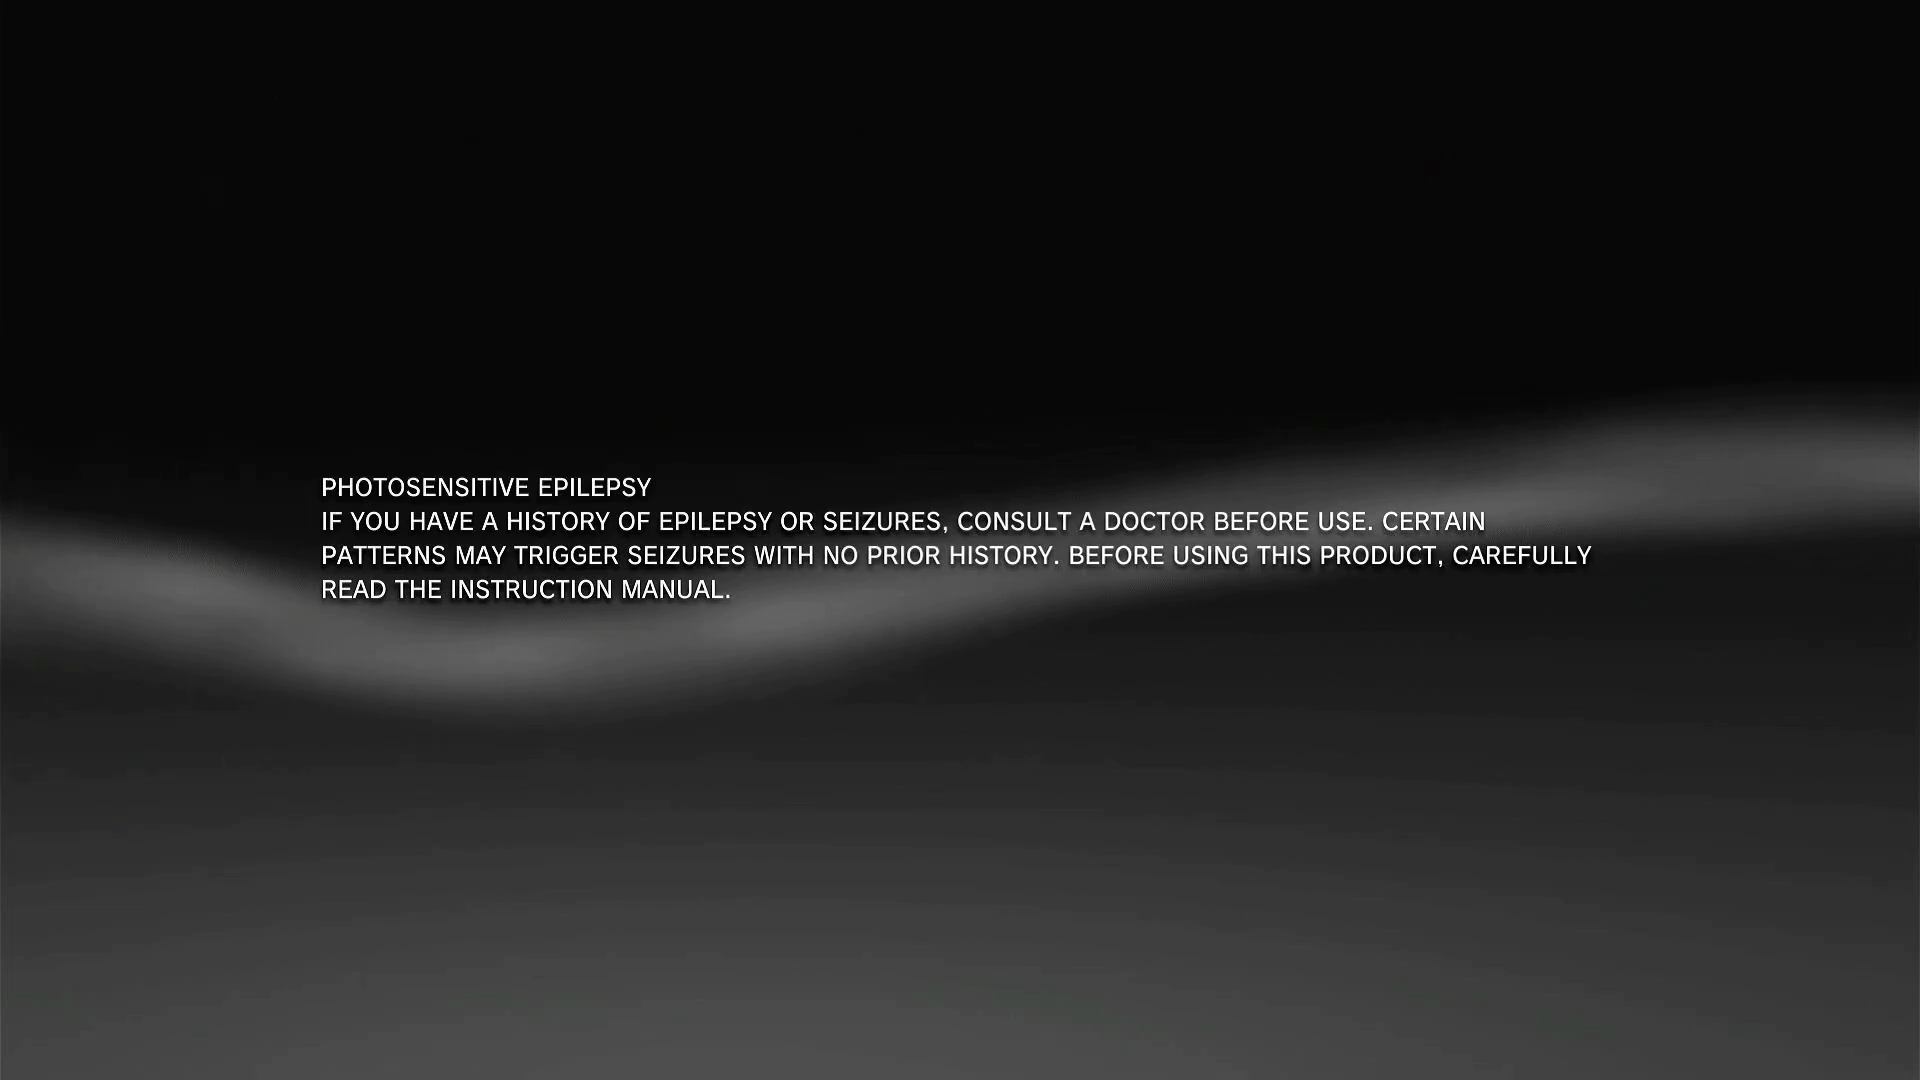 PHOTOSENSITIVE EPILEPSY
IF YOU HAVE A HISTORY OF EPILEPSY OR SEIZURES, CONSULT A DOCTOR BEFORE USE. CERTAIN
PATTERNS MAY TRIGGER SEIZURES WITH NO PRIOR HISTORY. BEFORE USING THIS PRODUCT, CAREFULLY
READ THE INSTRUCTION MANUAL.